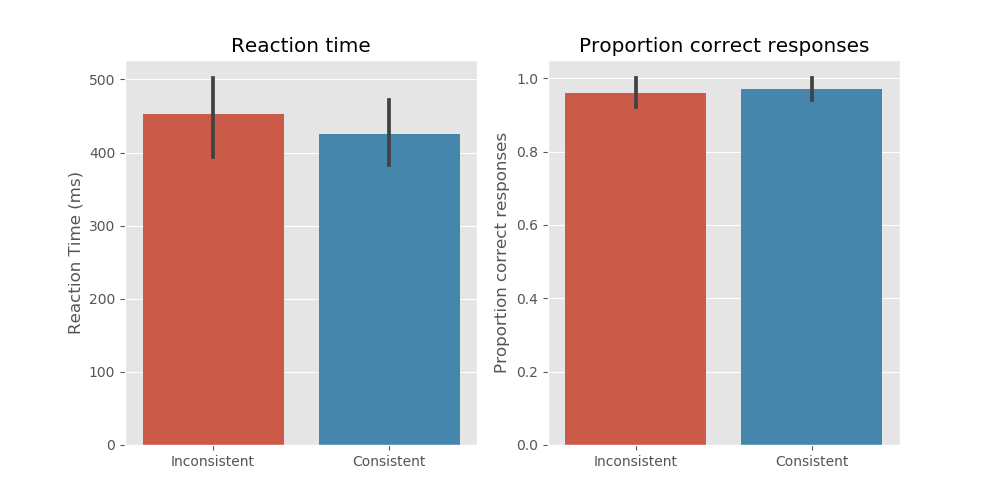 Reaction time
Reaction Time (ms)
500
400
300
200
100
0
Inconsistent
Consistent
Proportion correct responses
Proportion correct responses
1.0
0.8
0.6
0.4
0.2
0.0
Inconsistent
Consistent